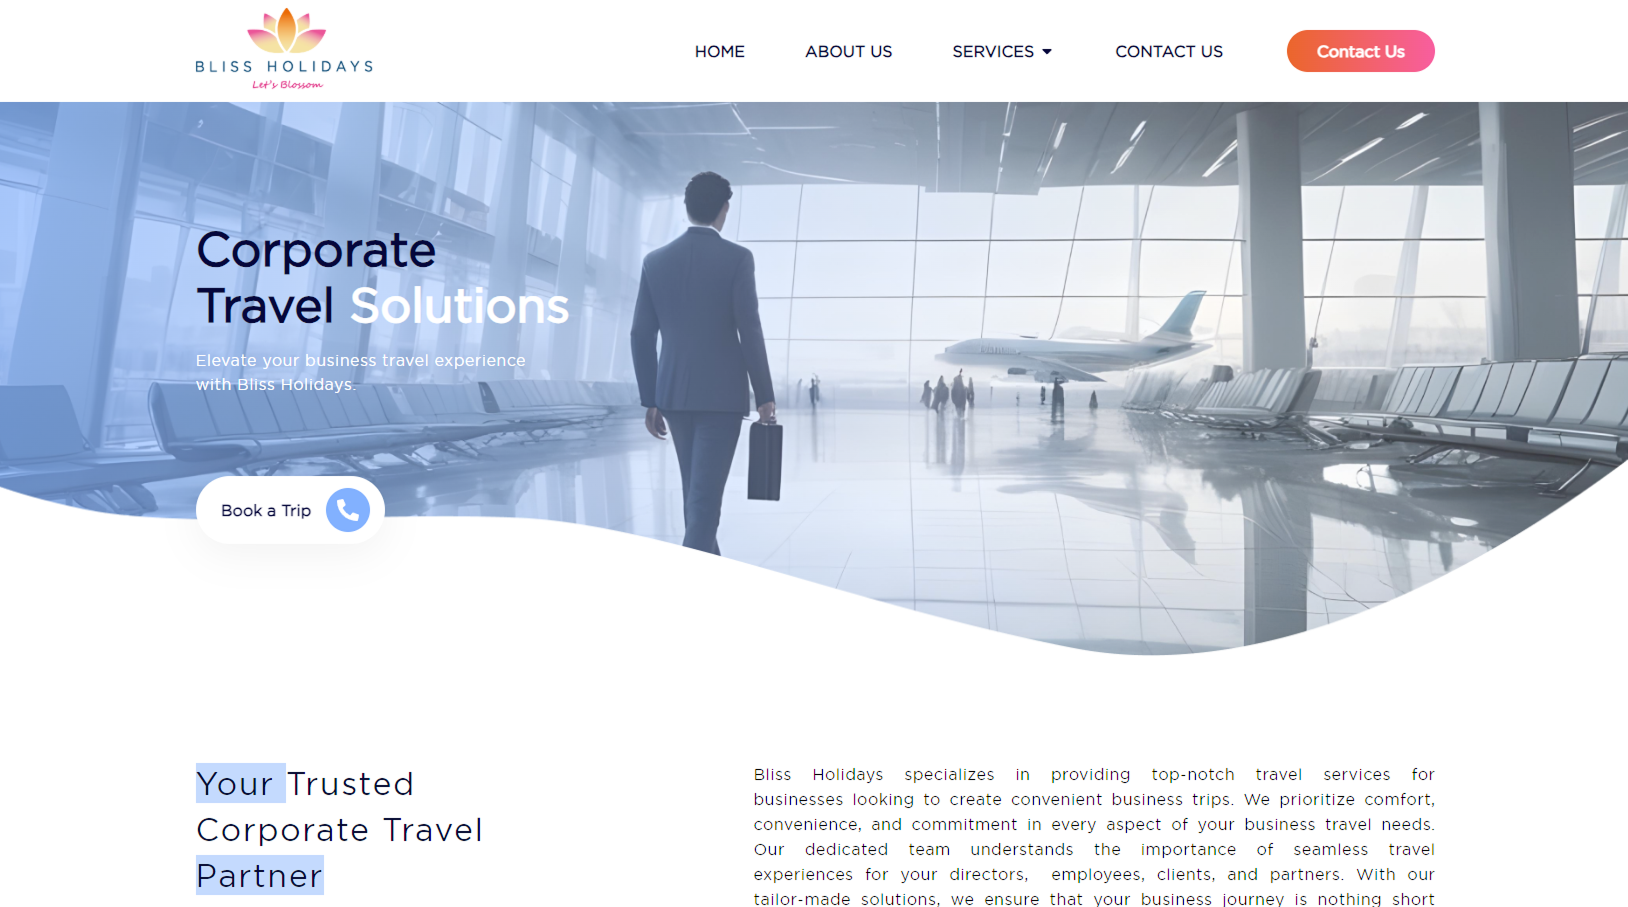 BLISS HOLIDAYS
Let's Blossom
HOME
ABOUT US
SERVICES
CONTACT US
Contact Us
Corporate
Travel Solutions
Elevate your business travel experience
with Bliss Holidays.
Book a Trip
Your Trusted
Corporate Travel
Partner
Bliss Holidays specializes in providing top-notch travel services for
businesses looking to create convenient business trips. We prioritize comfort,
convenience, and commitment in every aspect of your business travel needs.
Our dedicated team understands the importance of seamless travel
experiences for your directors, employees, clients, and partners. With our
tailor-made solutions, we ensure that your business journey is nothing short